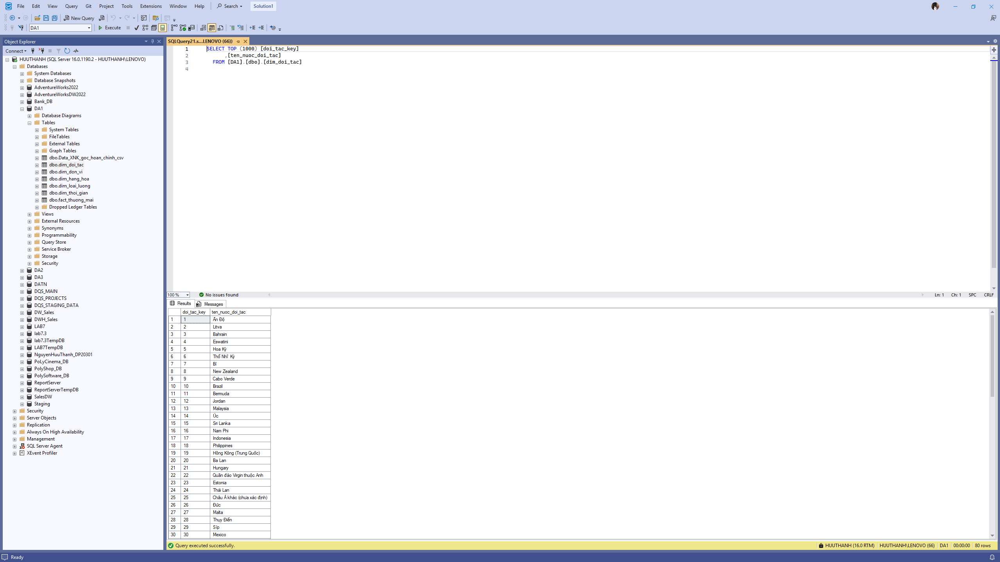 File Edit View Query Git Project Tools Extensions Window Help Search Solution1
New Query
DA1 Execute
Object Explorer
Connect
HUUTHANH (SQL Server 16.0.1190.2 - HUUTHANH\LENOVO)
Databases
System Databases
Database Snapshots
AdventureWorks2022
AdventureWorksDW2022
Bank_DB
DA1
Database Diagrams
Tables
System Tables
FileTables
External Tables
Graph Tables
dbo.Data_XNK_goc_hoan_chinh_csv
dbo.dim_doi_tac
dbo.dim_don_vi
dbo.dim_hang_hoa
dbo.dim_loai_luong
dbo.dim_thoi_gian
dbo.fact_thuong_mai
Dropped Ledger Tables
Views
External Resources
Synonyms
Programmability
Query Store
Service Broker
Storage
Security
DA2
DA3
DATN
DQS_MAIN
DQS_PROJECTS
DQS_STAGING_DATA
DW_Sales
DWH_Sales
LAB7
lab7.3
lab7.3TempDB
LAB7TempDB
NguyenHuuThanh_DP20301
PoLyCinema_DB
PolyShop_DB
PolySoftware_DB
ReportServer
ReportServerTempDB
SalesDW
Staging
Security
Server Objects
Replication
Always On High Availability
Management
SQL Server Agent
XEvent Profiler
SQLQuery21.s...LENOVO (66))
1 SELECT TOP (1000) [doi_tac_key]
2 ,[ten_nuoc_doi_tac]
3 FROM [DA1].[dbo].[dim_doi_tac]
4
100 % No issues found Ln: 1 Ch: 1 SPC CRLF
Results Messages
doi_tac_key ten_nuoc_doi_tac
1 1 Ấn Độ
2 2 Litva
3 3 Bahrain
4 4 Eswatini
5 5 Hoa Kỳ
6 6 Thổ Nhĩ Kỳ
7 7 Bỉ
8 8 New Zealand
9 9 Cabo Verde
10 10 Brazil
11 11 Bermuda
12 12 Jordan
13 13 Malaysia
14 14 Úc
15 15 Sri Lanka
16 16 Nam Phi
17 17 Indonesia
18 18 Philippines
19 19 Hồng Kông (Trung Quốc)
20 20 Ba Lan
21 21 Hungary
22 22 Quần đảo Virgin thuộc Anh
23 23 Estonia
24 24 Thái Lan
25 25 Châu Á khác (chưa xác định)
26 26 Đức
27 27 Malta
28 28 Thụy Điển
29 29 Síp
30 30 Mexico
Query executed successfully. HUUTHANH (16.0 RTM) HUUTHANH\LENOVO (66) DA1 00:00:00 80 rows
Ready